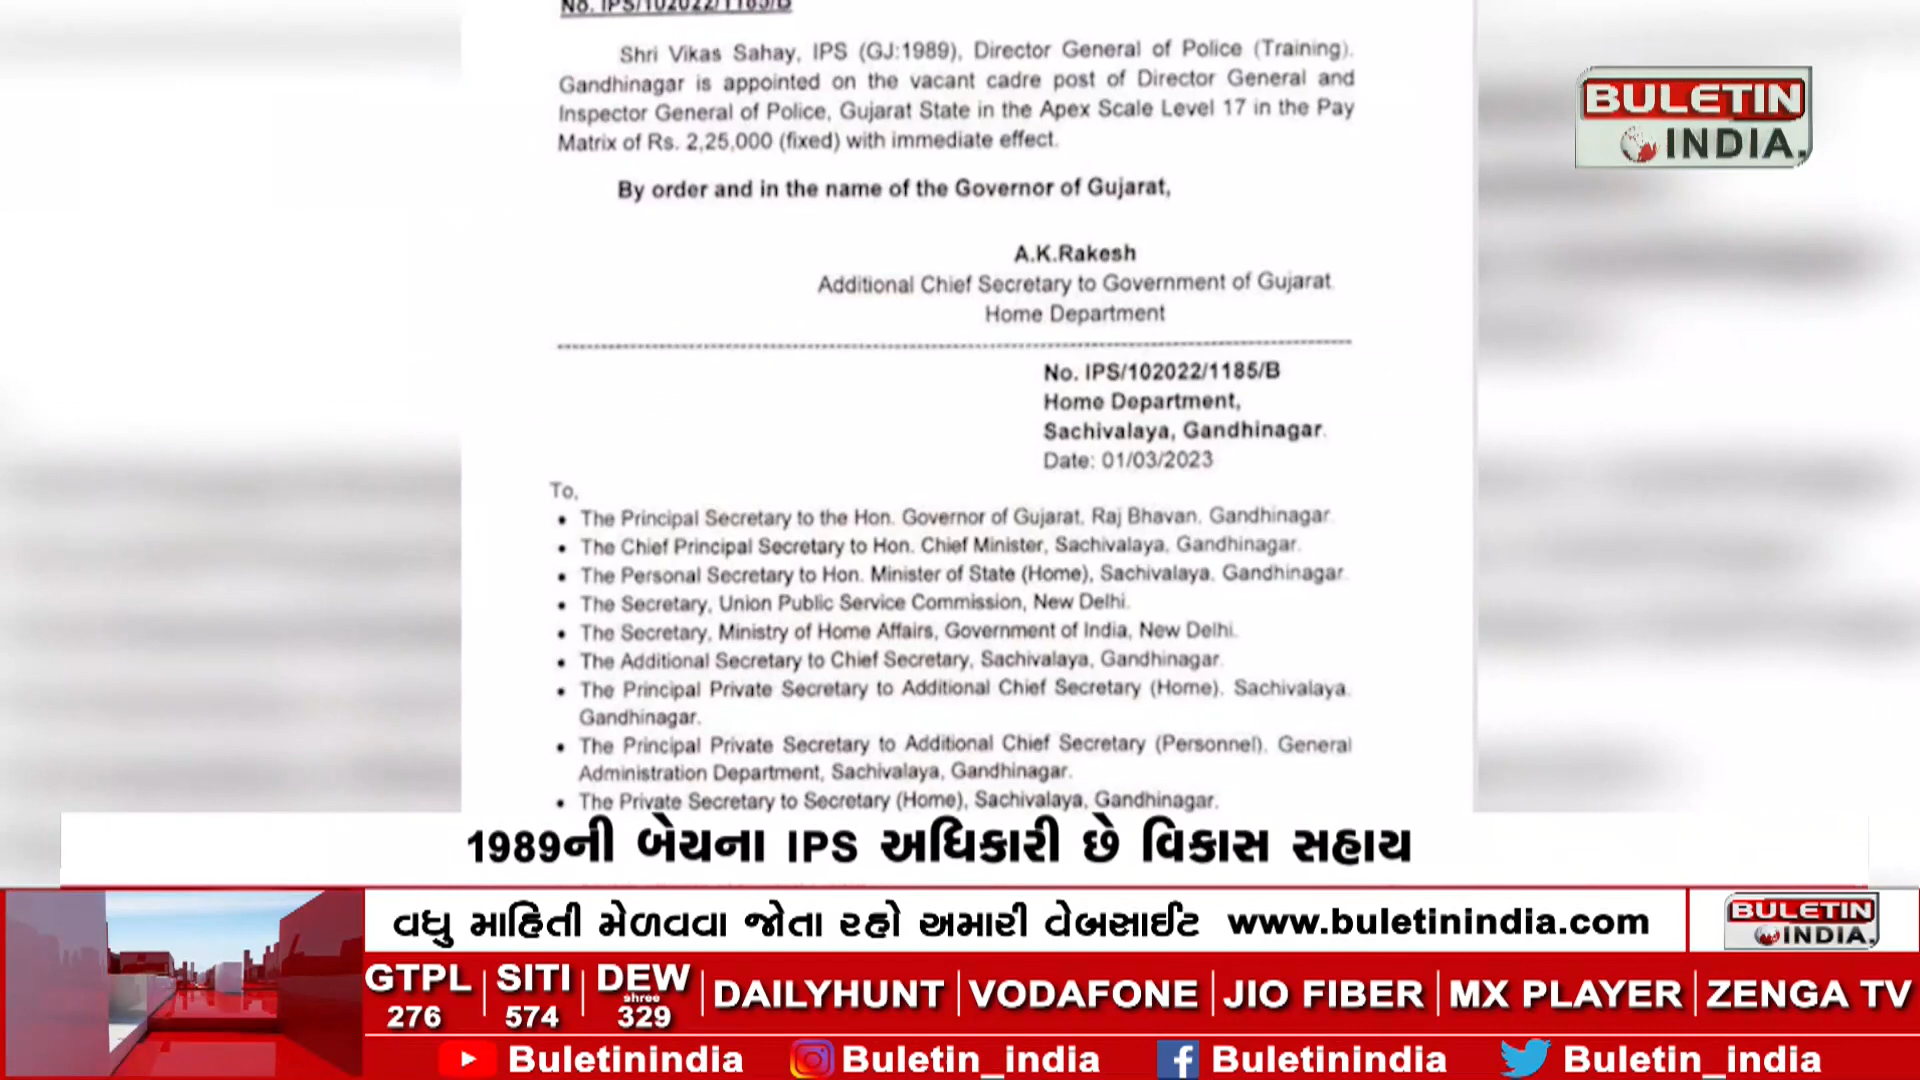 No. IPS/102022/1185/B
Shri Vikas Sahay, IPS (GJ:1989), Director General of Police (Training).
Gandhinagar is appointed on the vacant cadre post of Director General and
Inspector General of Police, Gujarat State in the Apex Scale Level 17 in the Pay
Matrix of Rs. 2,25,000 (fixed) with immediate effect.
By order and in the name of the Governor of Gujarat,
A.K.Rakesh
Additional Chief Secretary to Government of Gujarat
Home Department
No. IPS/102022/1185/B
Home Department,
Sachivalaya, Gandhinagar.
Date: 01/03/2023
To,
• The Principal Secretary to the Hon. Governor of Gujarat, Raj Bhavan, Gandhinagar.
• The Chief Principal Secretary to Hon. Chief Minister, Sachivalaya, Gandhinagar.
• The Personal Secretary to Hon. Minister of State (Home), Sachivalaya, Gandhinagar.
• The Secretary, Union Public Service Commission, New Delhi.
• The Secretary, Ministry of Home Affairs, Government of India, New Delhi.
• The Additional Secretary to Chief Secretary, Sachivalaya, Gandhinagar.
• The Principal Private Secretary to Additional Chief Secretary (Home), Sachivalaya,
Gandhinagar.
• The Principal Private Secretary to Additional Chief Secretary (Personnel), General
Administration Department, Sachivalaya, Gandhinagar.
• The Private Secretary to Secretary (Home), Sachivalaya, Gandhinagar.
BULETIN
INDIA.
1989ની બેચના IPS અધિકારી છે વિકાસ સહાય
વધુ માહિતી મેળવવા જોતા રહો અમારી વેબસાઈટ www.buletinindia.com
BULETIN
INDIA.
GTPL 276 | SITI 574 | DEW shree 329 | DAILYHUNT | VODAFONE | JIO FIBER | MX PLAYER | ZENGA TV
Buletinindia Buletin_india Buletinindia Buletin_india